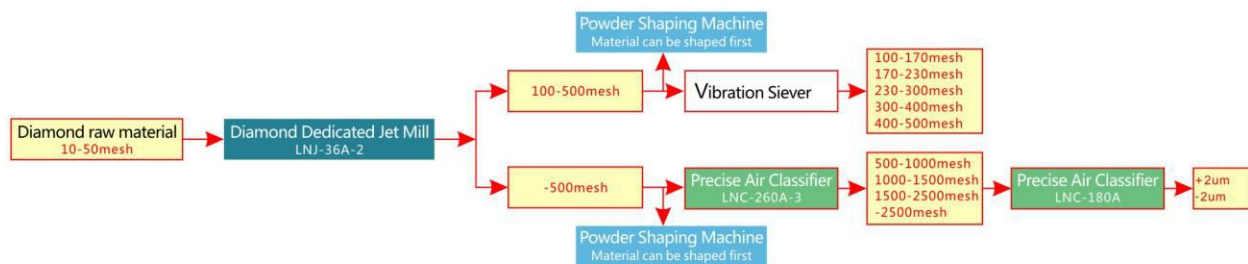 Powder Shaping Machine
Material can be shaped first
100-500mesh
Vibration Siever
100-170mesh
170-230mesh
230-300mesh
300-400mesh
400-500mesh
Diamond raw material
10-50mesh
Diamond Dedicated Jet Mill
LNJ-36A-2
-500mesh
Precise Air Classifier
LNC-260A-3
500-1000mesh
1000-1500mesh
1500-2500mesh
-2500mesh
Precise Air Classifier
LNC-180A
+2um
-2um
Powder Shaping Machine
Material can be shaped first